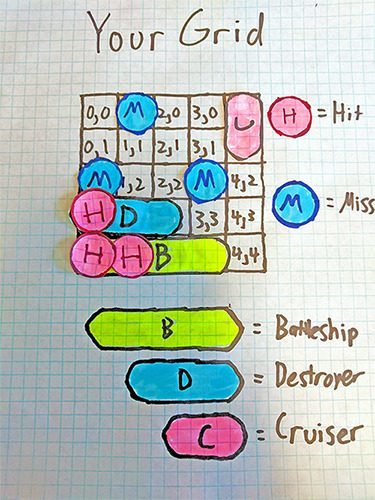 Your Grid
0,0 M 2,0 3,0 C
0,1 1,1 2,1 3,1
M 1,2 2,2 M 4,2
H D 3,3 4,3
H H B 4,4
H = Hit
M = Miss
B = Battleship
D = Destroyer
C = Cruiser